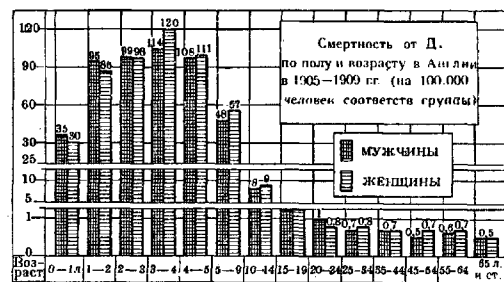 Смертность от Д.
по полу и возрасту в Англии
в 1905—1909 гг. (на 100.000
человек соответств группы)
МУЖЧИНЫ
ЖЕНЩИНЫ
120
90
60
30
25
10
5
1
0
35 30
95 86
99 98
114 120
108 111
48 57
8 9
1 0,8
0,7 0,8
0,7
0,5 0,7
0,6 0,7
0,5
Воз-
раст
0—1 л. 1—2 2—3 3—4 4—5 5—9 10—14 15—19 20—24 25—34 35—44 45—54 55—64 65 л.
и ст.